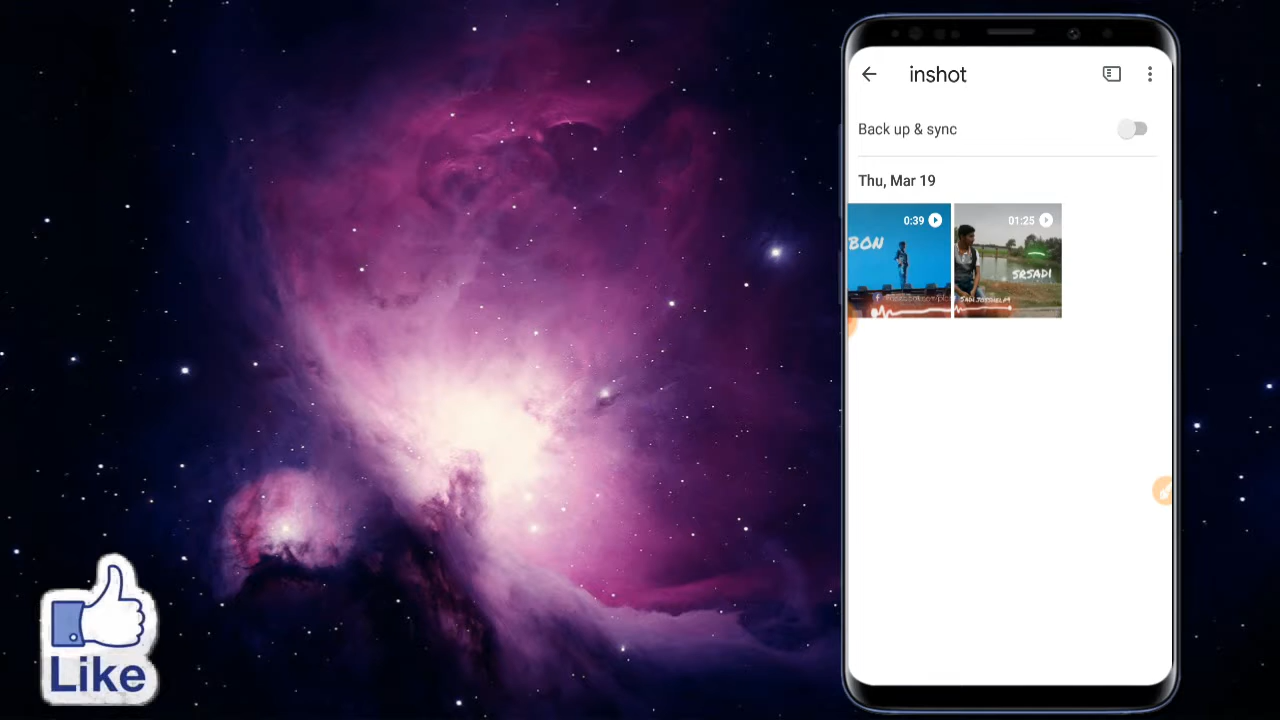 inshot
Back up & sync
Thu, Mar 19
0:39
01:25
BON
SRSADI
Like